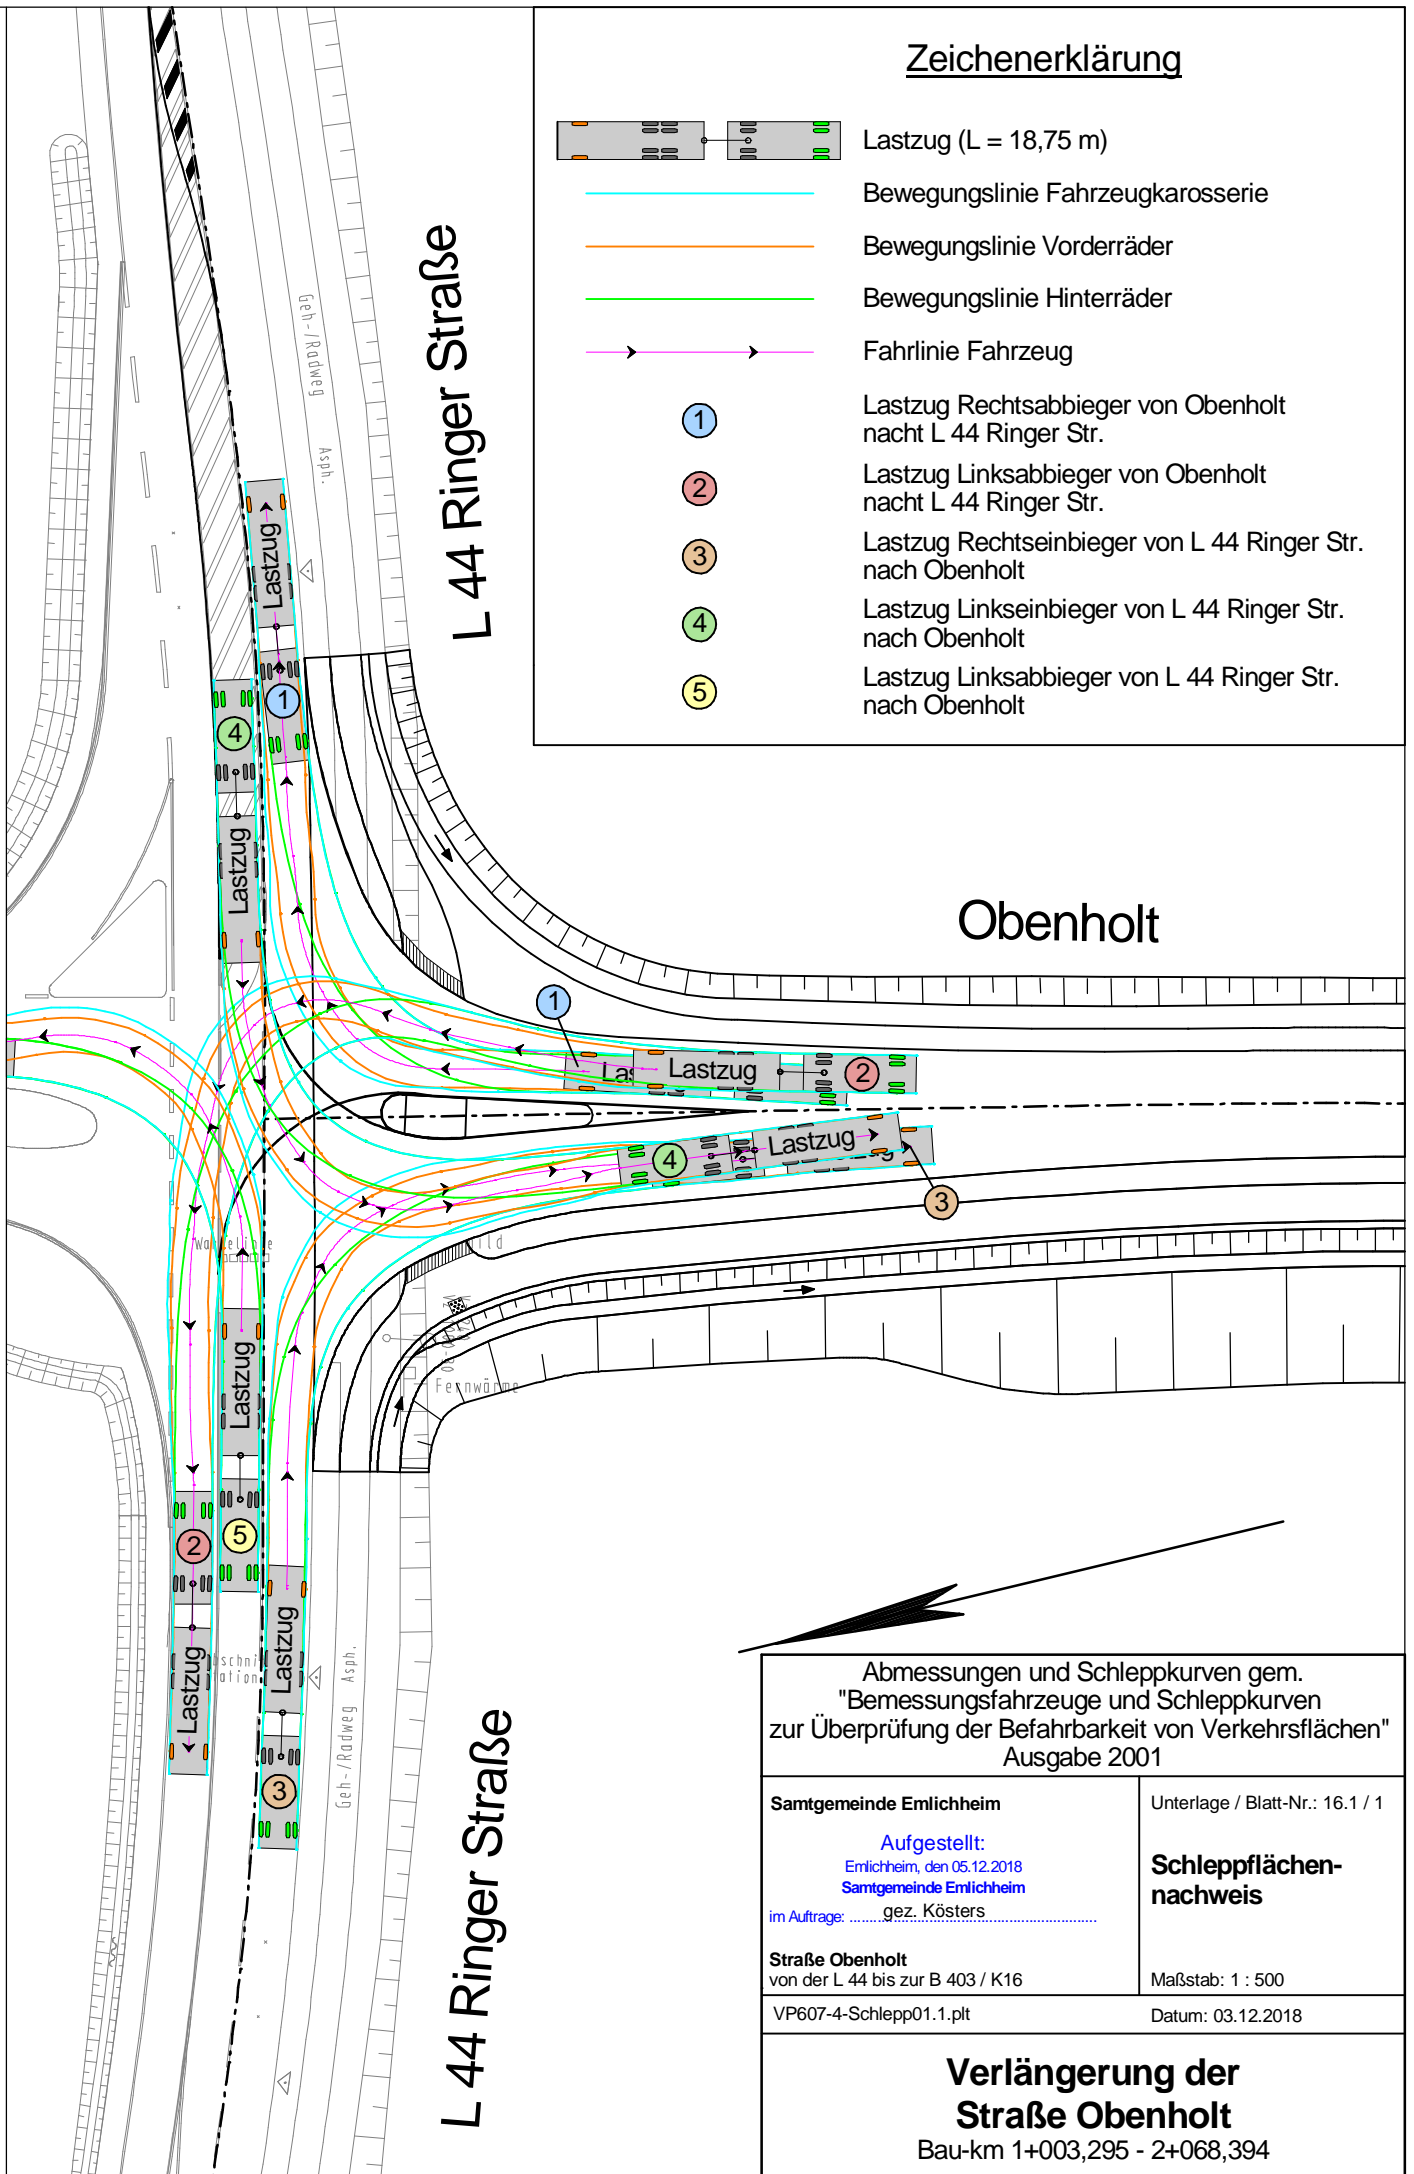 Zeichenerklärung
Lastzug (L = 18,75 m)
Bewegungslinie Fahrzeugkarosserie
Bewegungslinie Vorderräder
Bewegungslinie Hinterräder
Fahrlinie Fahrzeug
1
Lastzug Rechtsabbieger von Obenholt
nacht L 44 Ringer Str.
2
Lastzug Linksabbieger von Obenholt
nacht L 44 Ringer Str.
3
Lastzug Rechtseinbieger von L 44 Ringer Str.
nach Obenholt
4
Lastzug Linkseinbieger von L 44 Ringer Str.
nach Obenholt
5
Lastzug Linksabbieger von L 44 Ringer Str.
nach Obenholt
L 44 Ringer Straße
Geh-/Radweg
Asph.
Lastzug
1
4
Lastzug
Obenholt
1
Lastzug
2
4
Lastzug
3
Fernwärme
Lastzug
5
2
Lastzug
Lastzug
3
Geh-/Radweg Asph.
L 44 Ringer Straße
Abmessungen und Schleppkurven gem.
"Bemessungsfahrzeuge und Schleppkurven
zur Überprüfung der Befahrbarkeit von Verkehrsflächen"
Ausgabe 2001
Samtgemeinde Emlichheim
Aufgestellt:
Emlichheim, den 05.12.2018
Samtgemeinde Emlichheim
im Auftrage: gez. Kösters
Unterlage / Blatt-Nr.: 16.1 / 1
Schleppflächen-
nachweis
Straße Obenholt
von der L 44 bis zur B 403 / K16
Maßstab: 1 : 500
VP607-4-Schlepp01.1.plt
Datum: 03.12.2018
Verlängerung der
Straße Obenholt
Bau-km 1+003,295 - 2+068,394